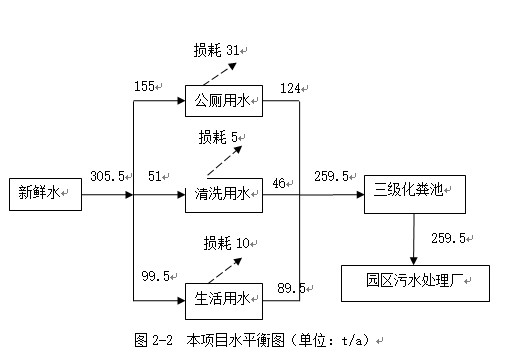 损耗 31
155
公厕用水
124
损耗 5
305.5
51
新鲜水
清洗用水
46
259.5
三级化粪池
损耗 10
259.5
99.5
89.5
园区污水处理厂
生活用水
图 2-2 本项目水平衡图（单位：t/a）